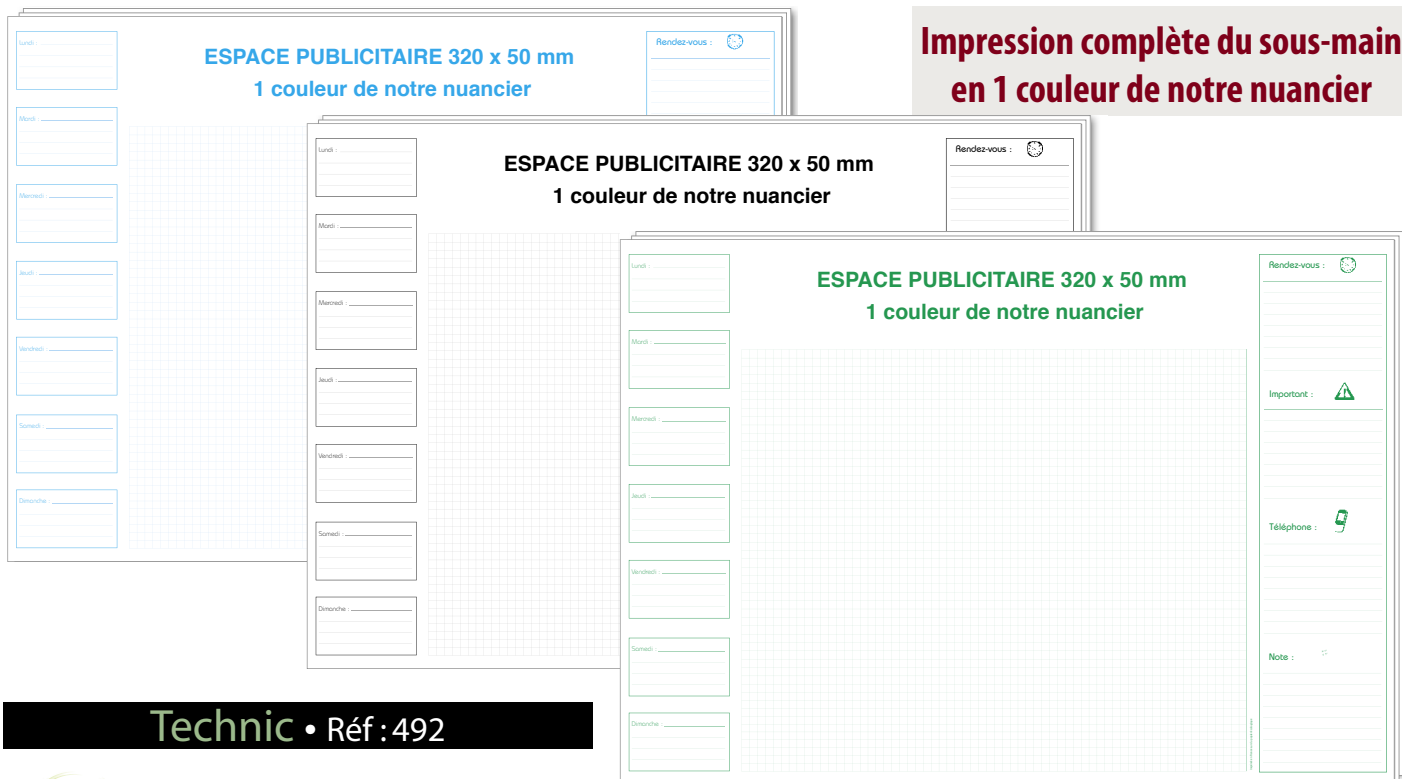 Impression complète du sous-main
en 1 couleur de notre nuancier
Lundi :
Mardi :
Mercredi :
Jeudi :
Vendredi :
Samedi :
Dimanche :
ESPACE PUBLICITAIRE 320 x 50 mm
1 couleur de notre nuancier
Rendez-vous :
Lundi :
Mardi :
Mercredi :
Jeudi :
Vendredi :
Samedi :
Dimanche :
ESPACE PUBLICITAIRE 320 x 50 mm
1 couleur de notre nuancier
Rendez-vous :
Lundi :
Mardi :
Mercredi :
Jeudi :
Vendredi :
Samedi :
Dimanche :
ESPACE PUBLICITAIRE 320 x 50 mm
1 couleur de notre nuancier
Rendez-vous :
Important :
Téléphone :
Note :
Technic • Réf : 492